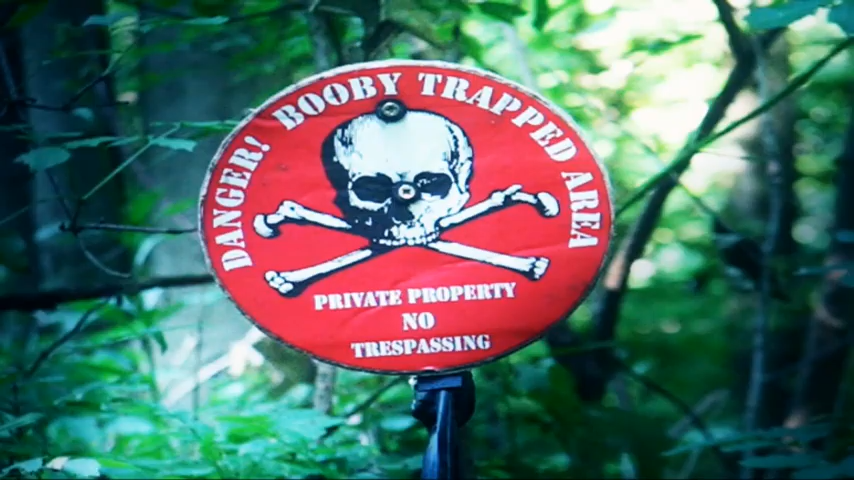 DANGER! BOOBY TRAPPED AREA
PRIVATE PROPERTY
NO
TRESPASSING